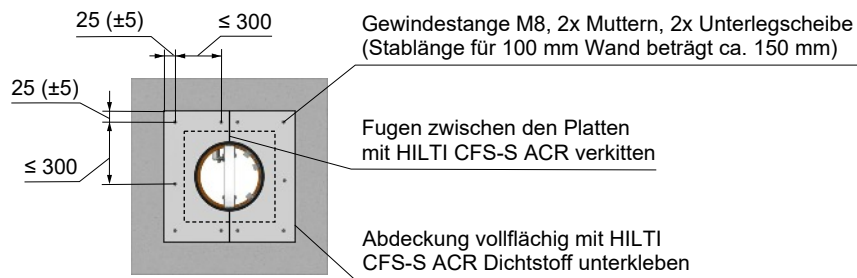 25 (±5)
≤ 300
25 (±5)
≤ 300
Gewindestange M8, 2x Muttern, 2x Unterlegscheibe
(Stablänge für 100 mm Wand beträgt ca. 150 mm)
Fugen zwischen den Platten
mit HILTI CFS-S ACR verkitten
Abdeckung vollflächig mit HILTI
CFS-S ACR Dichtstoff unterkleben